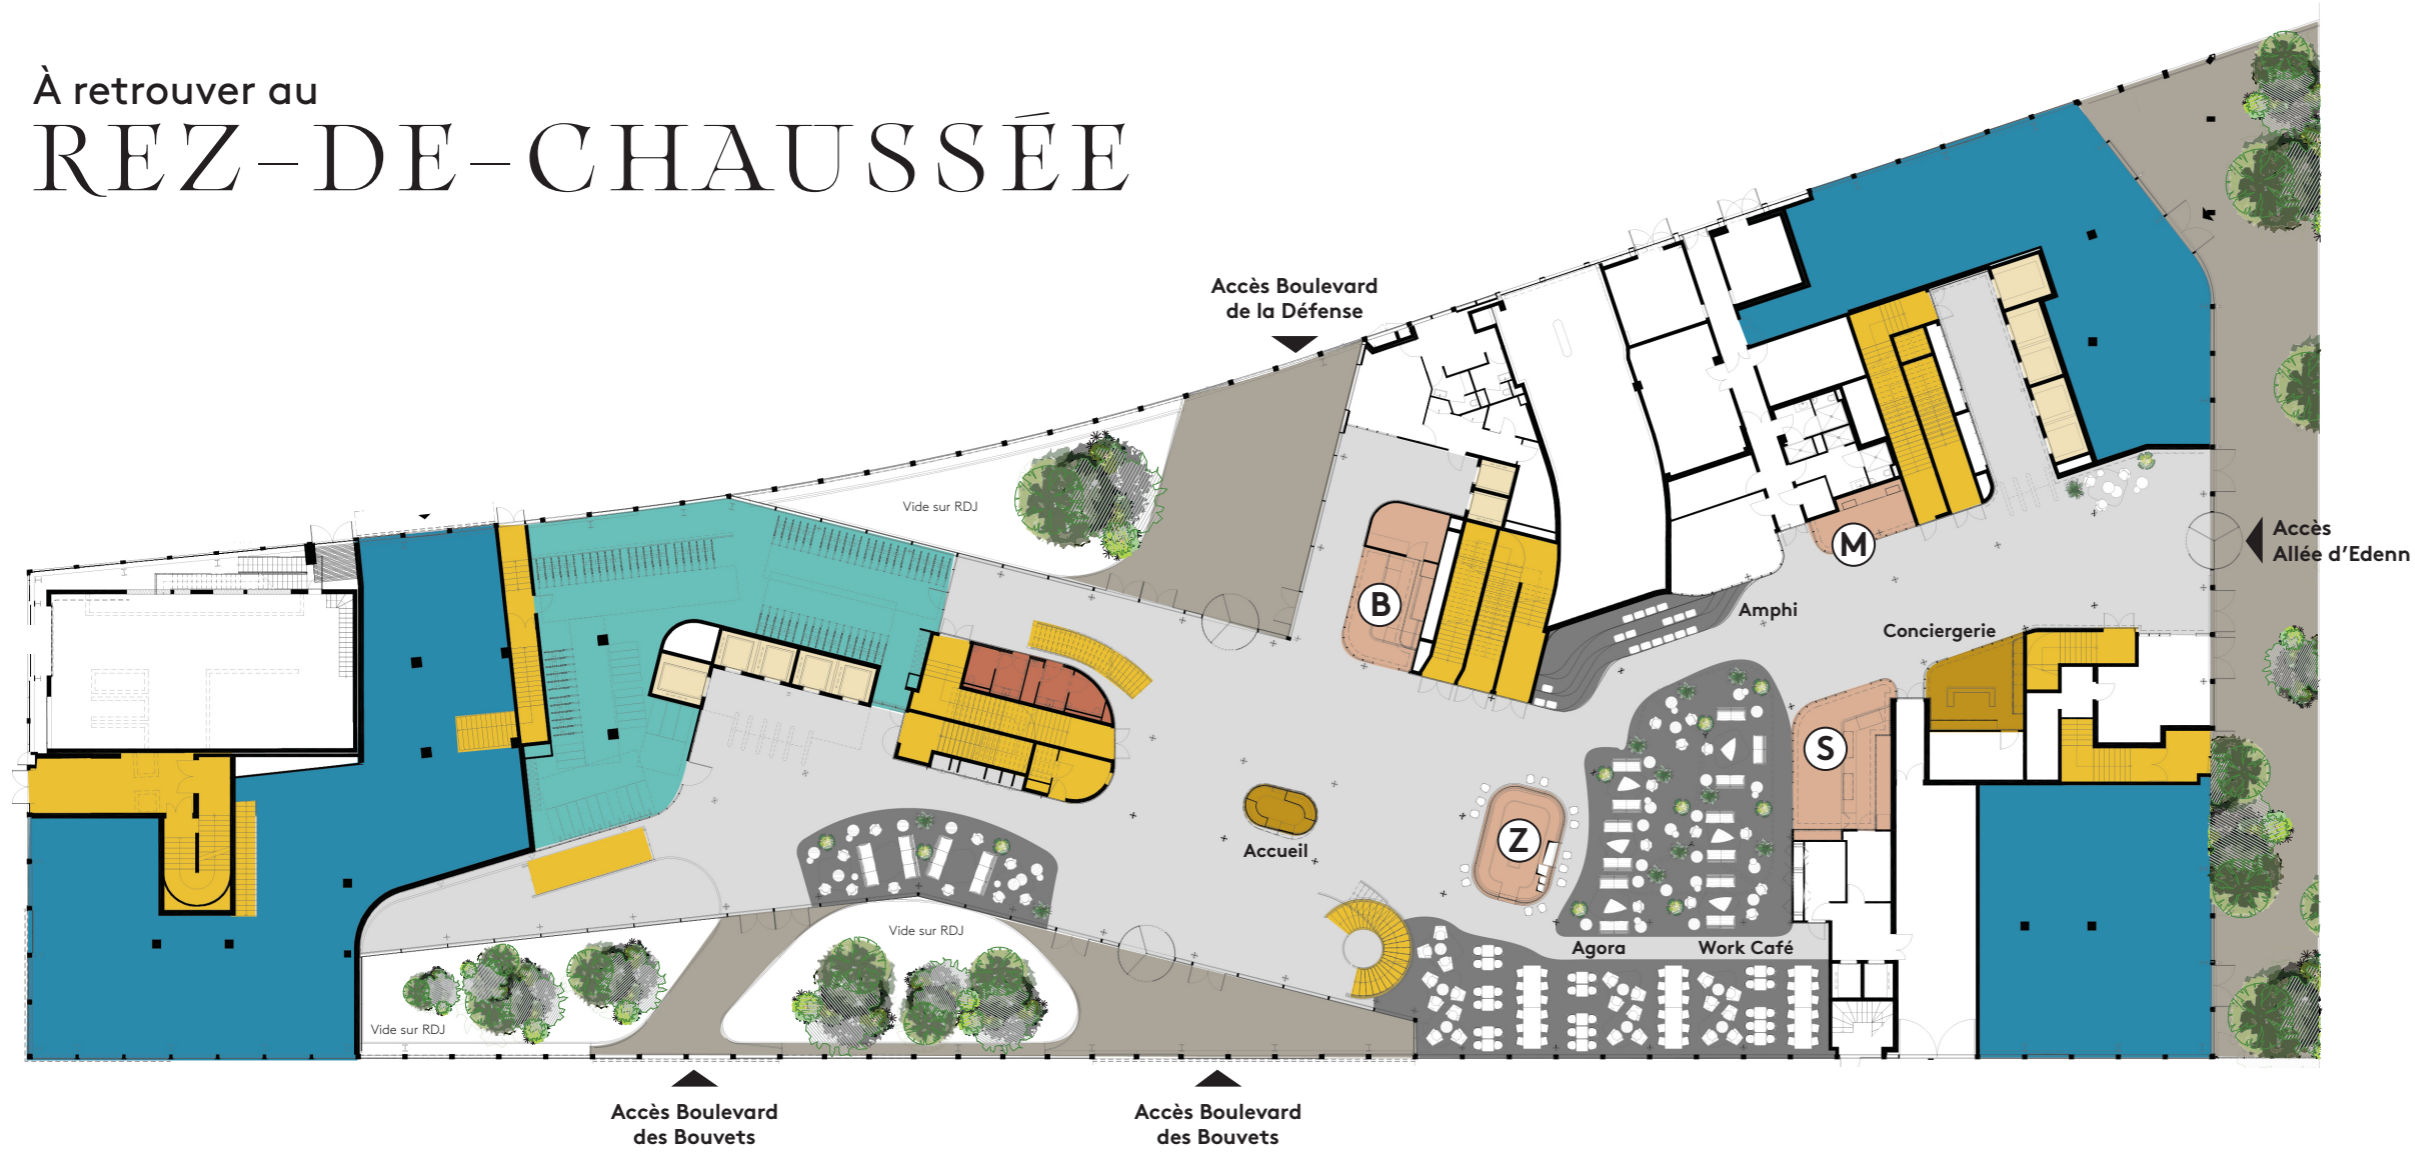 À retrouver au
REZ-DE-CHAUSSÉE
Accès Boulevard
de la Défense
Vide sur RDJ
B
M
Accès
Allée d'Edenn
Amphi
Conciergerie
S
Z
Accueil
Vide sur RDJ
Agora
Work Café
Vide sur RDJ
Accès Boulevard
des Bouvets
Accès Boulevard
des Bouvets